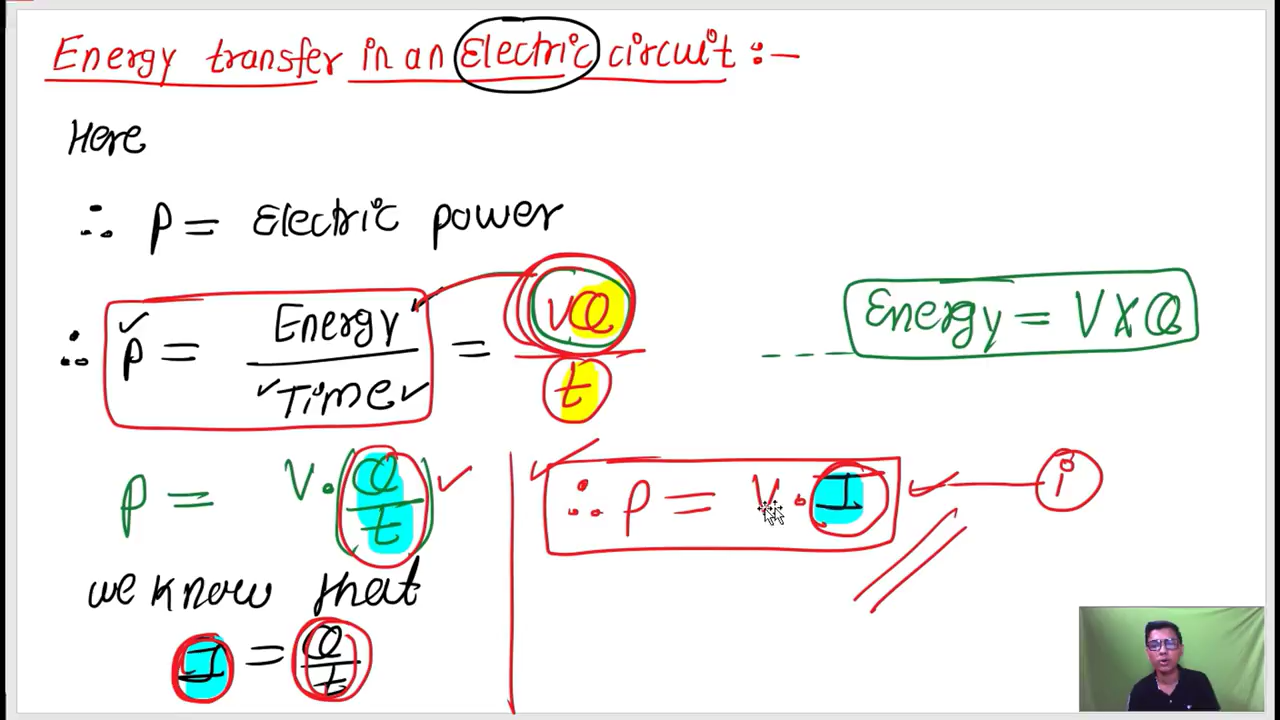 Energy transfer in an Electric circuit :-
Here
∴ P = Electric power
∴ P = Energy / Time = VQ / t
Energy = V X Q
P = V · (Q / t)
we know that
I = Q / t
∴ P = V · I
i